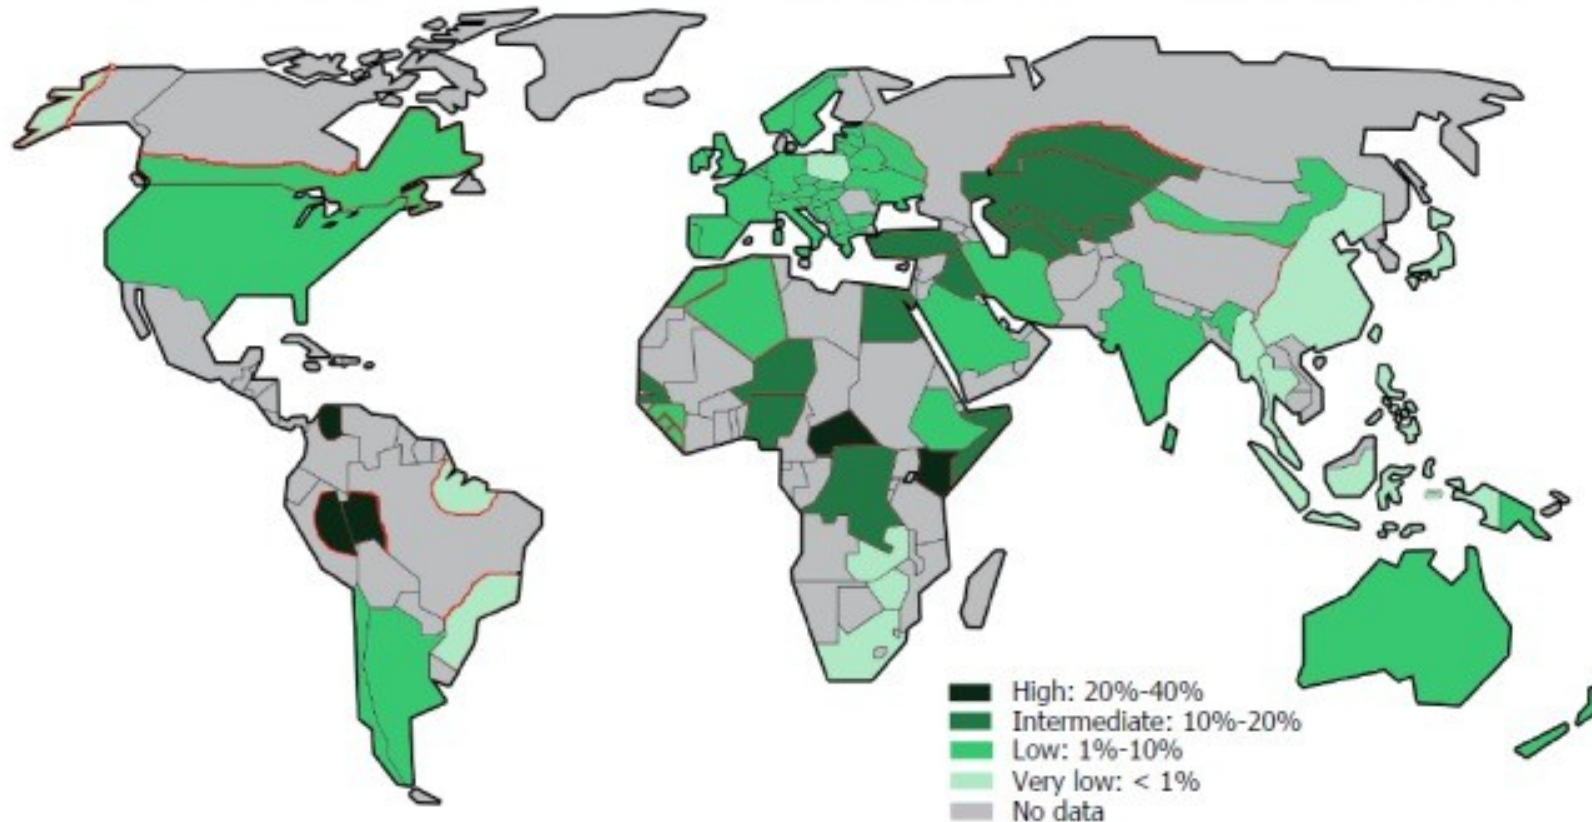 High: 20%-40%
Intermediate: 10%-20%
Low: 1%-10%
Very low: < 1%
No data